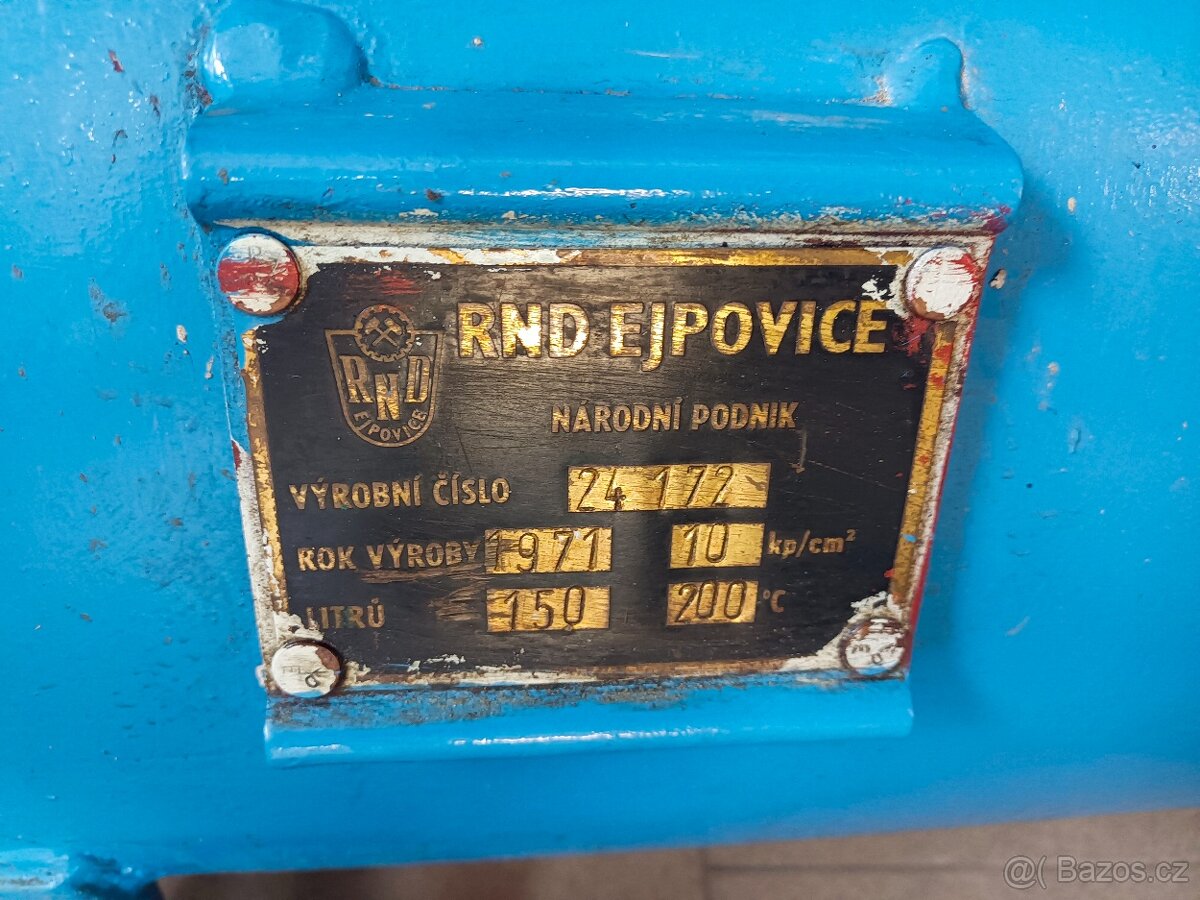 RND EJPOVICE
RND
EJPOVICE
NÁRODNÍ PODNIK
VÝROBNÍ ČÍSLO 24 172
ROK VÝROBY 1971 10 kp/cm²
LITRŮ 150 200 °C
@( Bazos.cz